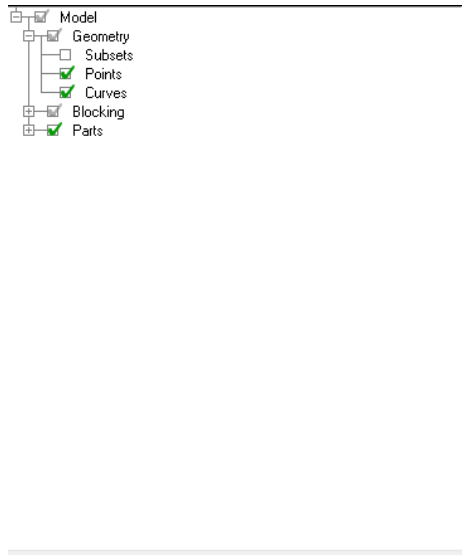 Model
Geometry
Subsets
Points
Curves
Blocking
Parts